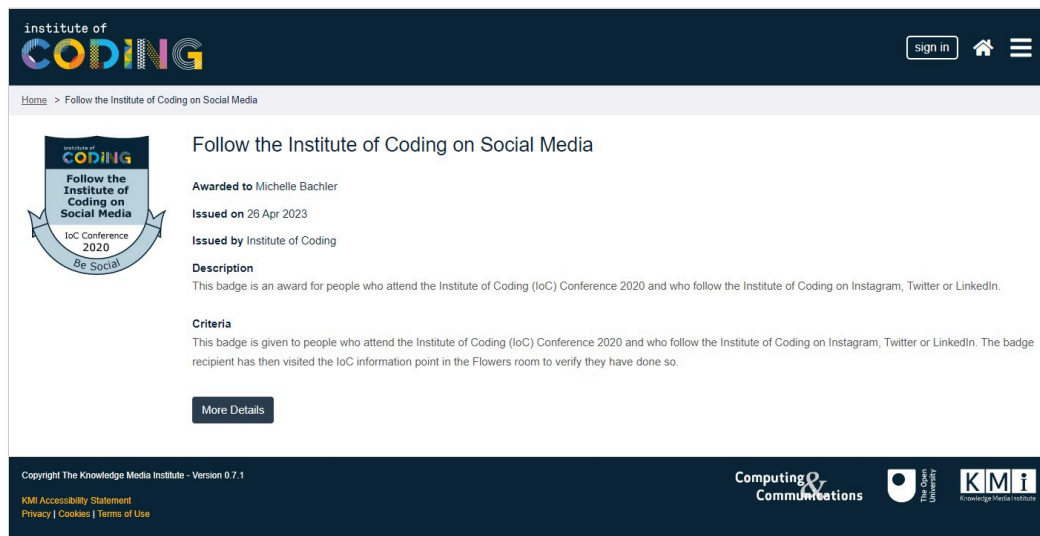 institute of
CODING
sign in
Home > Follow the Institute of Coding on Social Media
institute of
CODING
Follow the
Institute of
Coding on
Social Media
IoC Conference
2020
Be Social
Follow the Institute of Coding on Social Media
Awarded to Michelle Bachler
Issued on 26 Apr 2023
Issued by Institute of Coding
Description
This badge is an award for people who attend the Institute of Coding (IoC) Conference 2020 and who follow the Institute of Coding on Instagram, Twitter or LinkedIn.
Criteria
This badge is given to people who attend the Institute of Coding (IoC) Conference 2020 and who follow the Institute of Coding on Instagram, Twitter or LinkedIn. The badge
recipient has then visited the IoC information point in the Flowers room to verify they have done so.
More Details
Copyright The Knowledge Media Institute - Version 0.7.1
KMI Accessibility Statement
Privacy | Cookies | Terms of Use
Computing &
Communications
The Open
University
KMi
Knowledge Media Institute